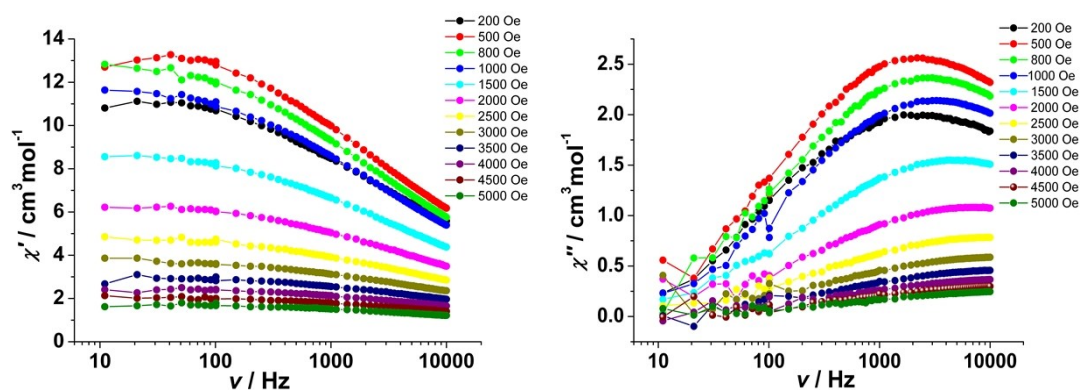 χ′ / cm³mol⁻¹
14
12
10
8
6
4
2
0
10
100
1000
10000
ν / Hz
200 Oe
500 Oe
800 Oe
1000 Oe
1500 Oe
2000 Oe
2500 Oe
3000 Oe
3500 Oe
4000 Oe
4500 Oe
5000 Oe
χ″ / cm³mol⁻¹
2.5
2.0
1.5
1.0
0.5
0.0
10
100
1000
10000
ν / Hz
200 Oe
500 Oe
800 Oe
1000 Oe
1500 Oe
2000 Oe
2500 Oe
3000 Oe
3500 Oe
4000 Oe
4500 Oe
5000 Oe